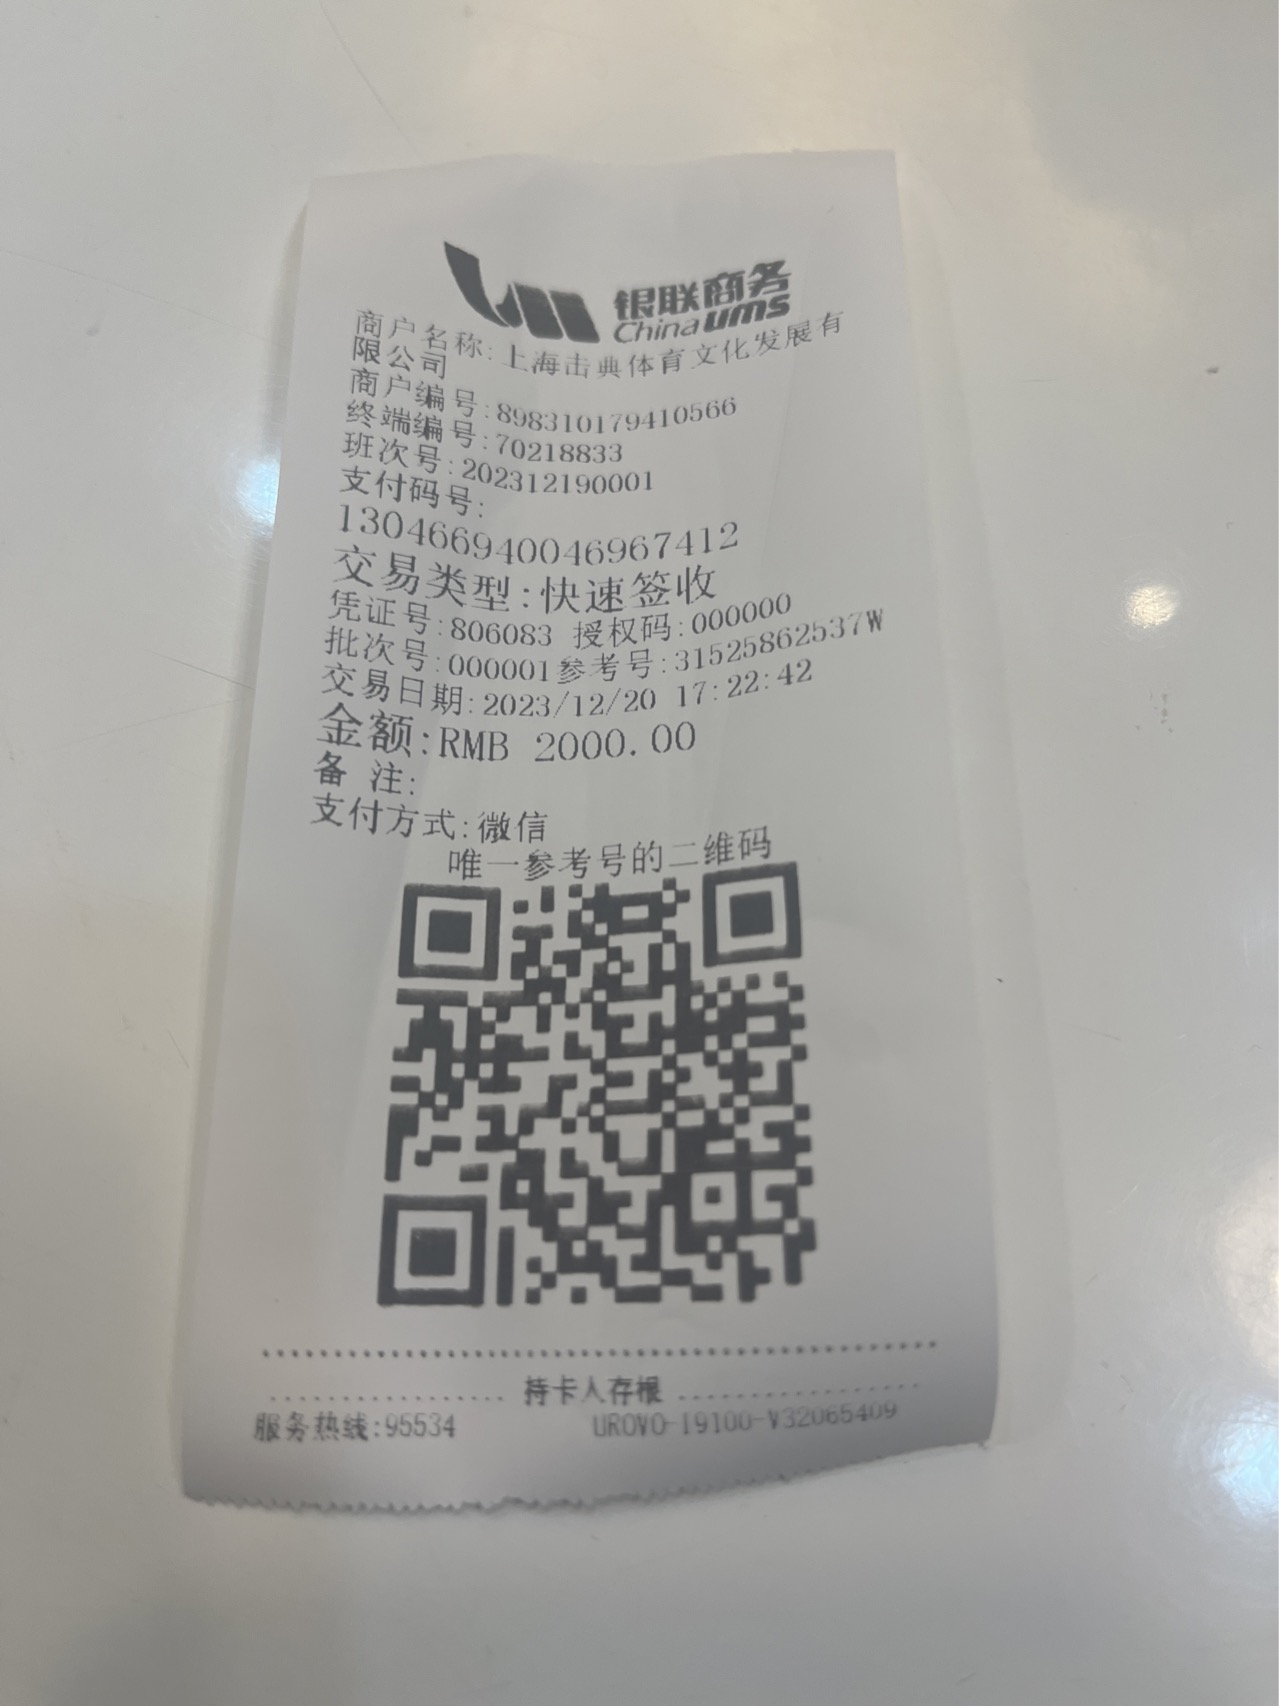 银联商务
China ums
商户名称:上海击典体育文化发展有
限公司
商户编号:898310179410566
终端编号:70218833
班次号:202312190001
支付码号:
130466940046967412
交易类型:快速签收
凭证号:806083 授权码:000000
批次号:000001参考号:31525862537W
交易日期:2023/12/20 17:22:42
金额:RMB 2000.00
备 注:
支付方式:微信
唯一参考号的二维码
持卡人存根
服务热线:95534 UROVO-I9100-V32065409